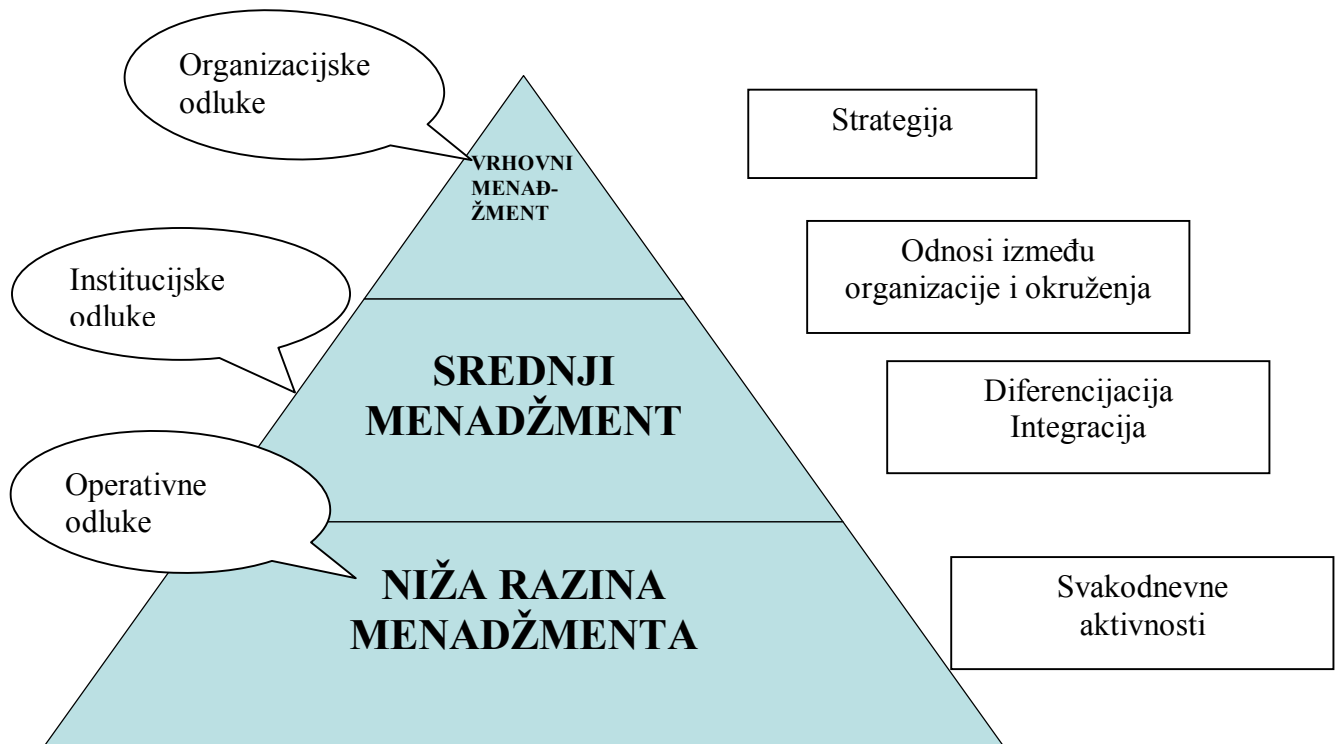 Organizacijske
odluke
Strategija
VRHOVNI
MENAĐ-
ŽMENT
Odnosi između
organizacije i okruženja
Institucijske
odluke
SREDNJI
MENADŽMENT
Diferencijacija
Integracija
Operativne
odluke
NIŽA RAZINA
MENADŽMENTA
Svakodnevne
aktivnosti